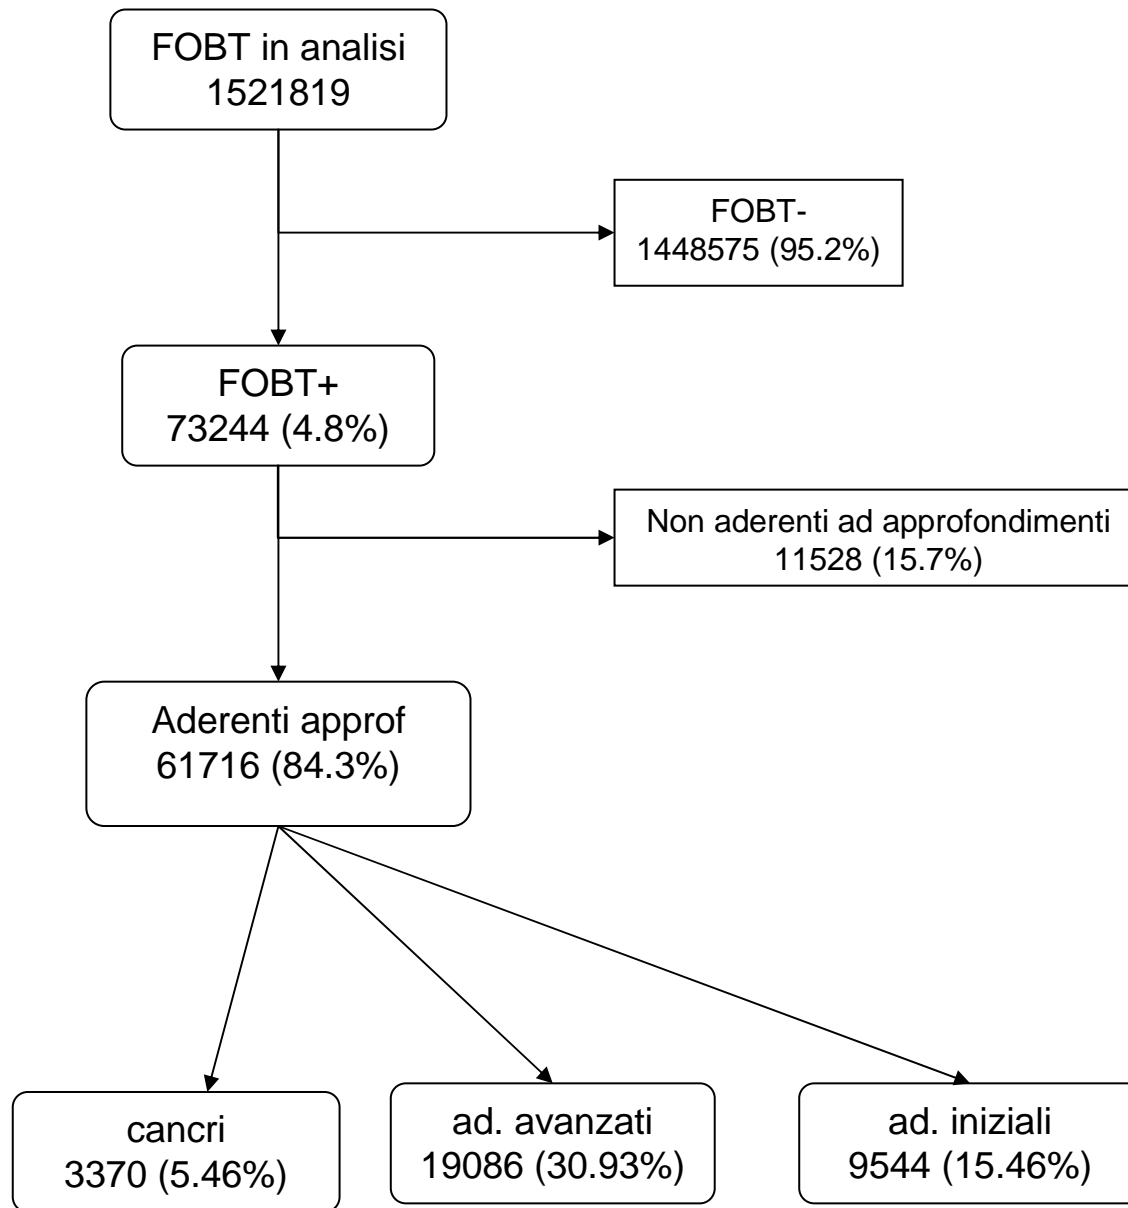 FOBT in analisi
1521819
FOBT-
1448575 (95.2%)
FOBT+
73244 (4.8%)
Non aderenti ad approfondimenti
11528 (15.7%)
Aderenti approf
61716 (84.3%)
cancri
3370 (5.46%)
ad. avanzati
19086 (30.93%)
ad. iniziali
9544 (15.46%)